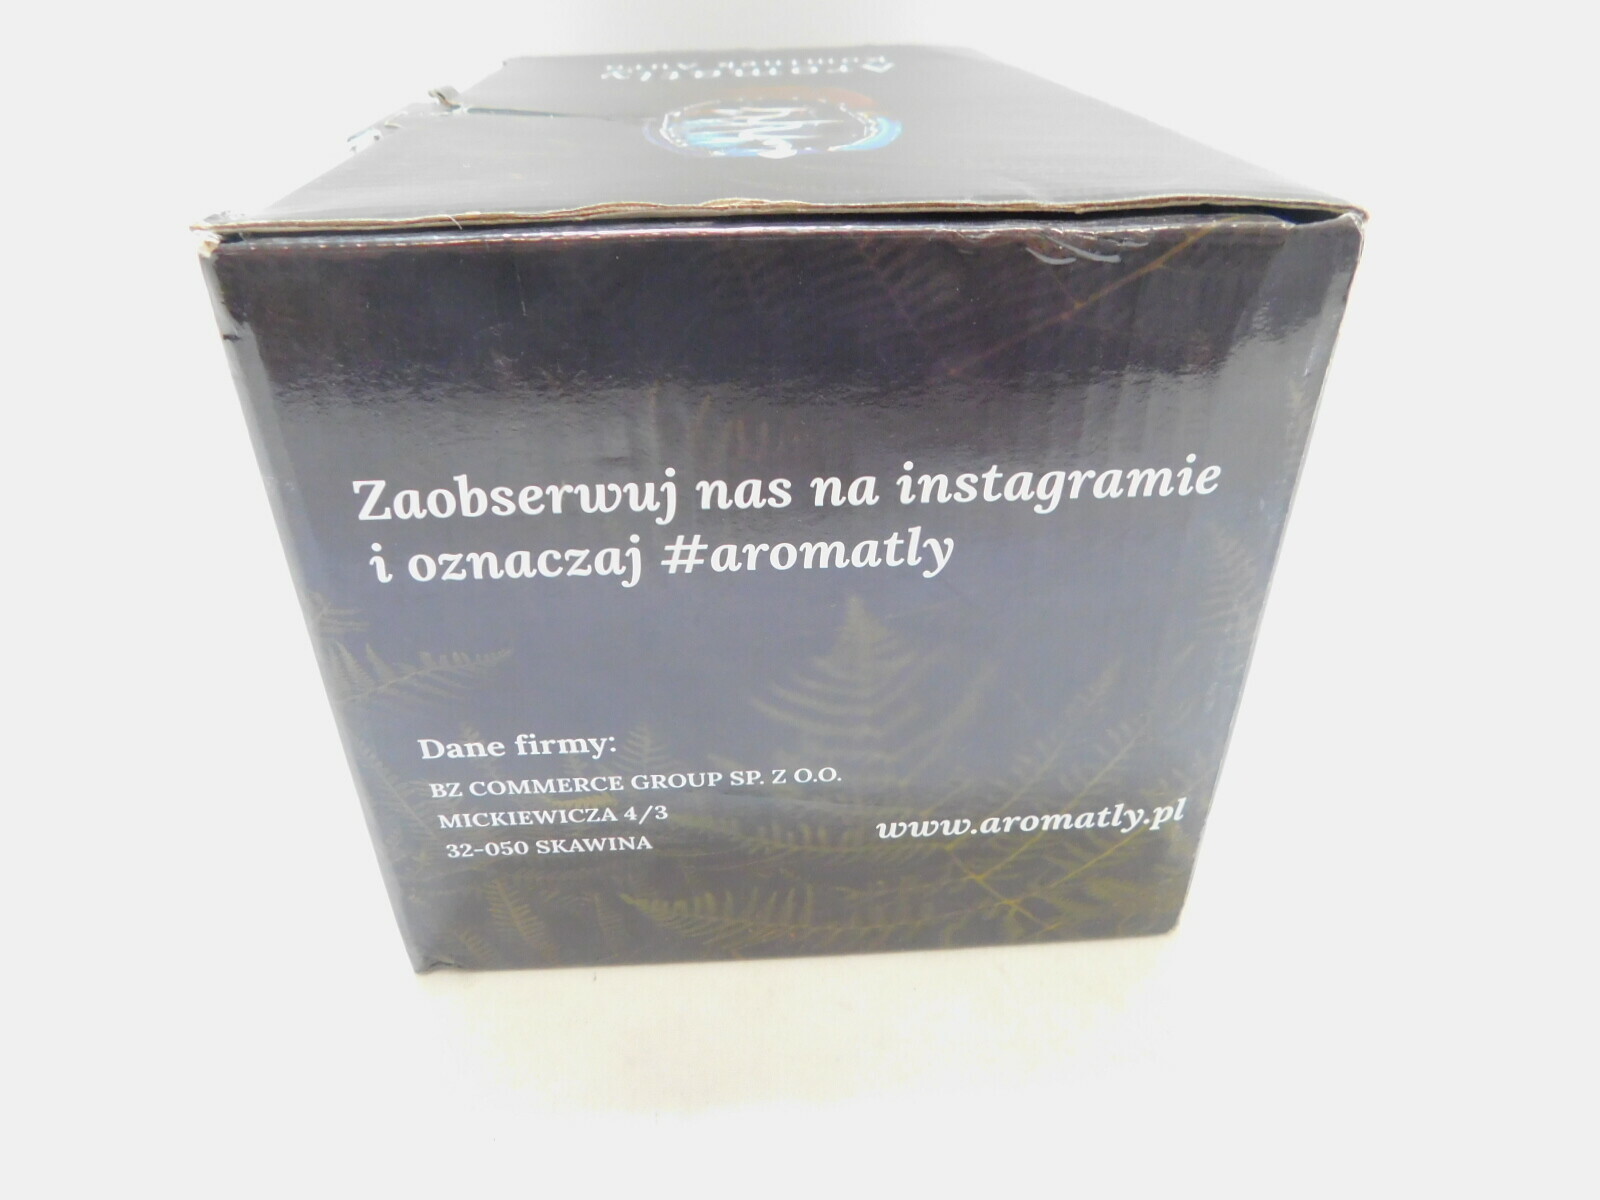 Aromatly
Zaobserwuj nas na instagramie
i oznaczaj #aromatly
Dane firmy:
BZ COMMERCE GROUP SP. Z O.O.
MICKIEWICZA 4/3
32-050 SKAWINA
www.aromatly.pl